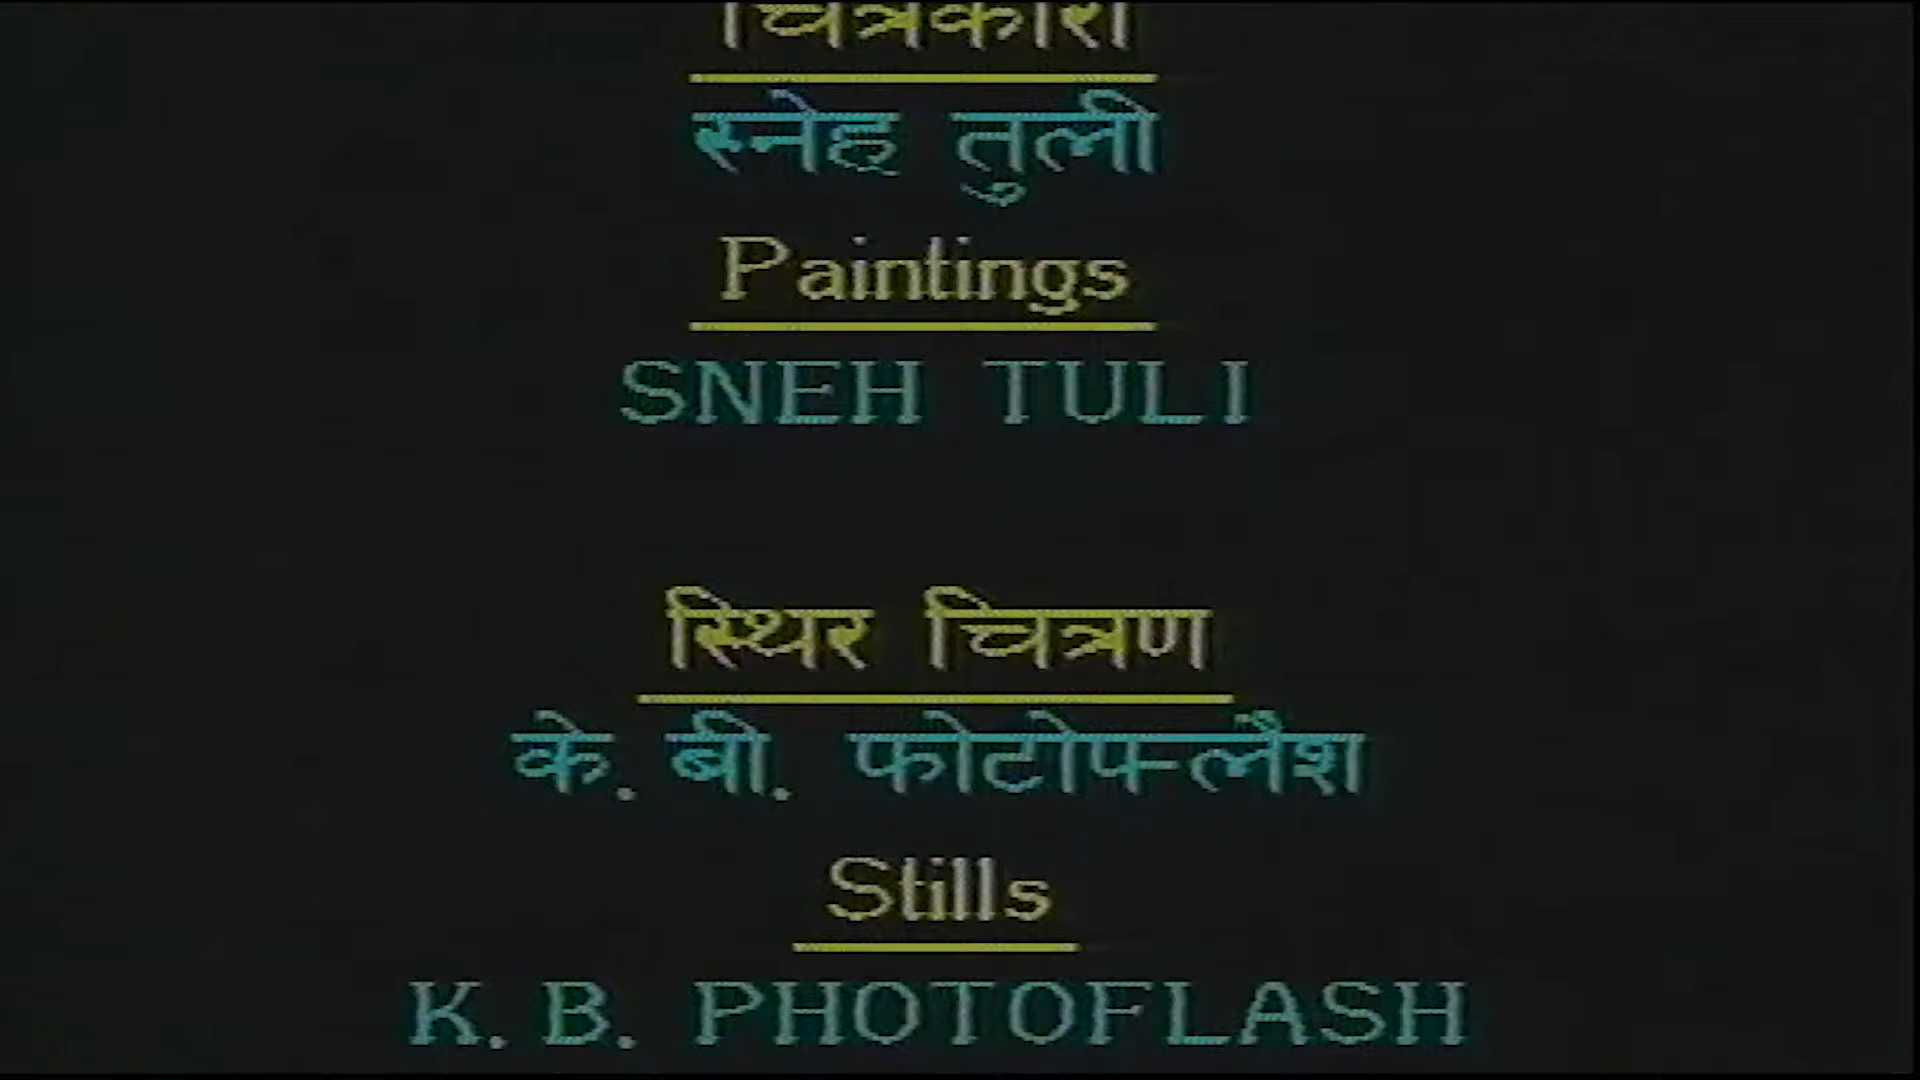 चित्रकारी
स्नेह तुली
Paintings
SNEH TULI
स्थिर चित्रण
के. बी. फोटोफ्लैश
Stills
K. B. PHOTOFLASH